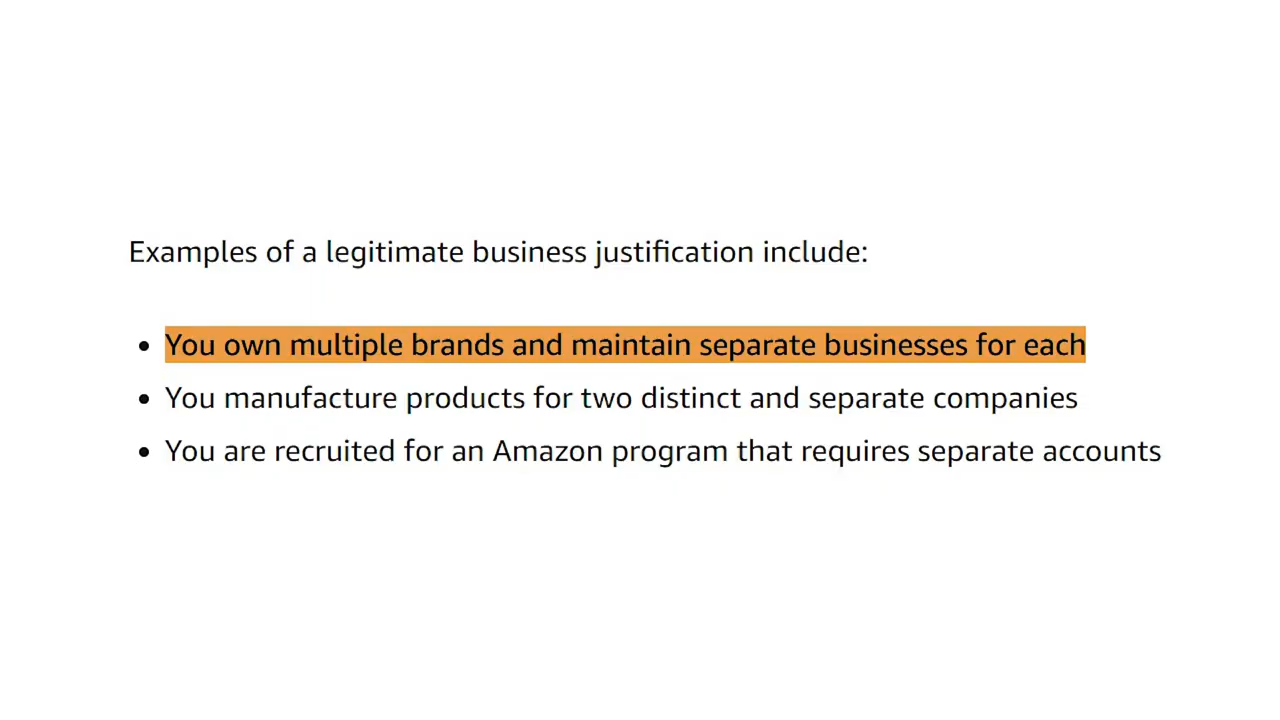 Examples of a legitimate business justification include:
• You own multiple brands and maintain separate businesses for each
• You manufacture products for two distinct and separate companies
• You are recruited for an Amazon program that requires separate accounts